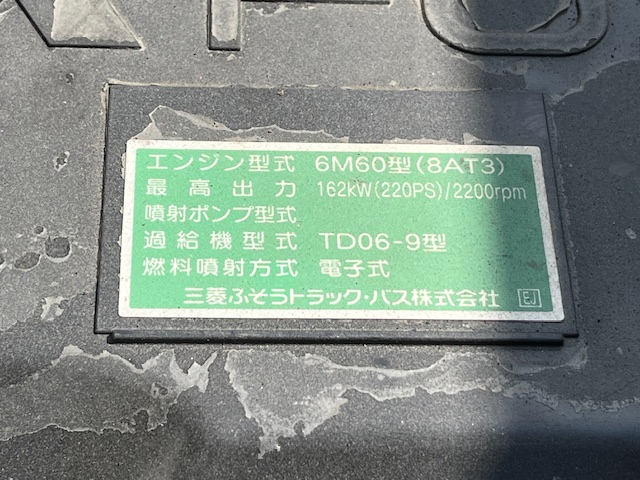 エンジン型式 6M60型(8AT3)
最高出力 162kW(220PS)/2200rpm
噴射ポンプ型式
過給機型式 TD06-9型
燃料噴射方式 電子式
三菱ふそうトラック・バス株式会社 EJ